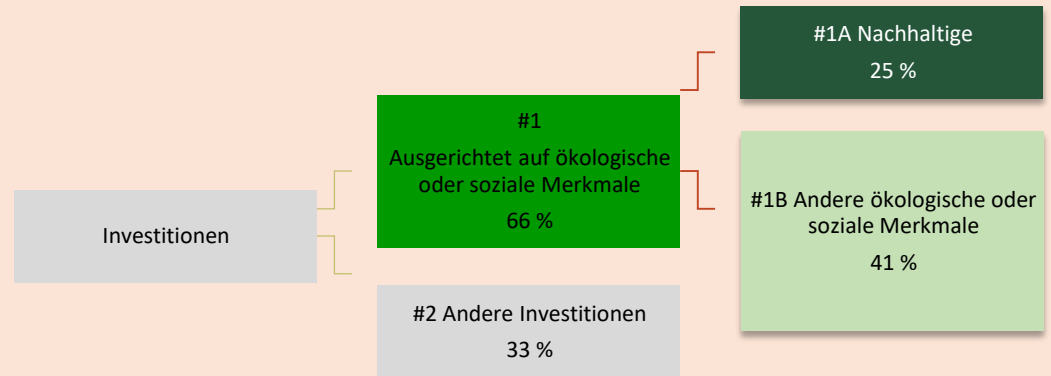 Investitionen
#1
Ausgerichtet auf ökologische
oder soziale Merkmale
66 %
#2 Andere Investitionen
33 %
#1A Nachhaltige
25 %
#1B Andere ökologische oder
soziale Merkmale
41 %